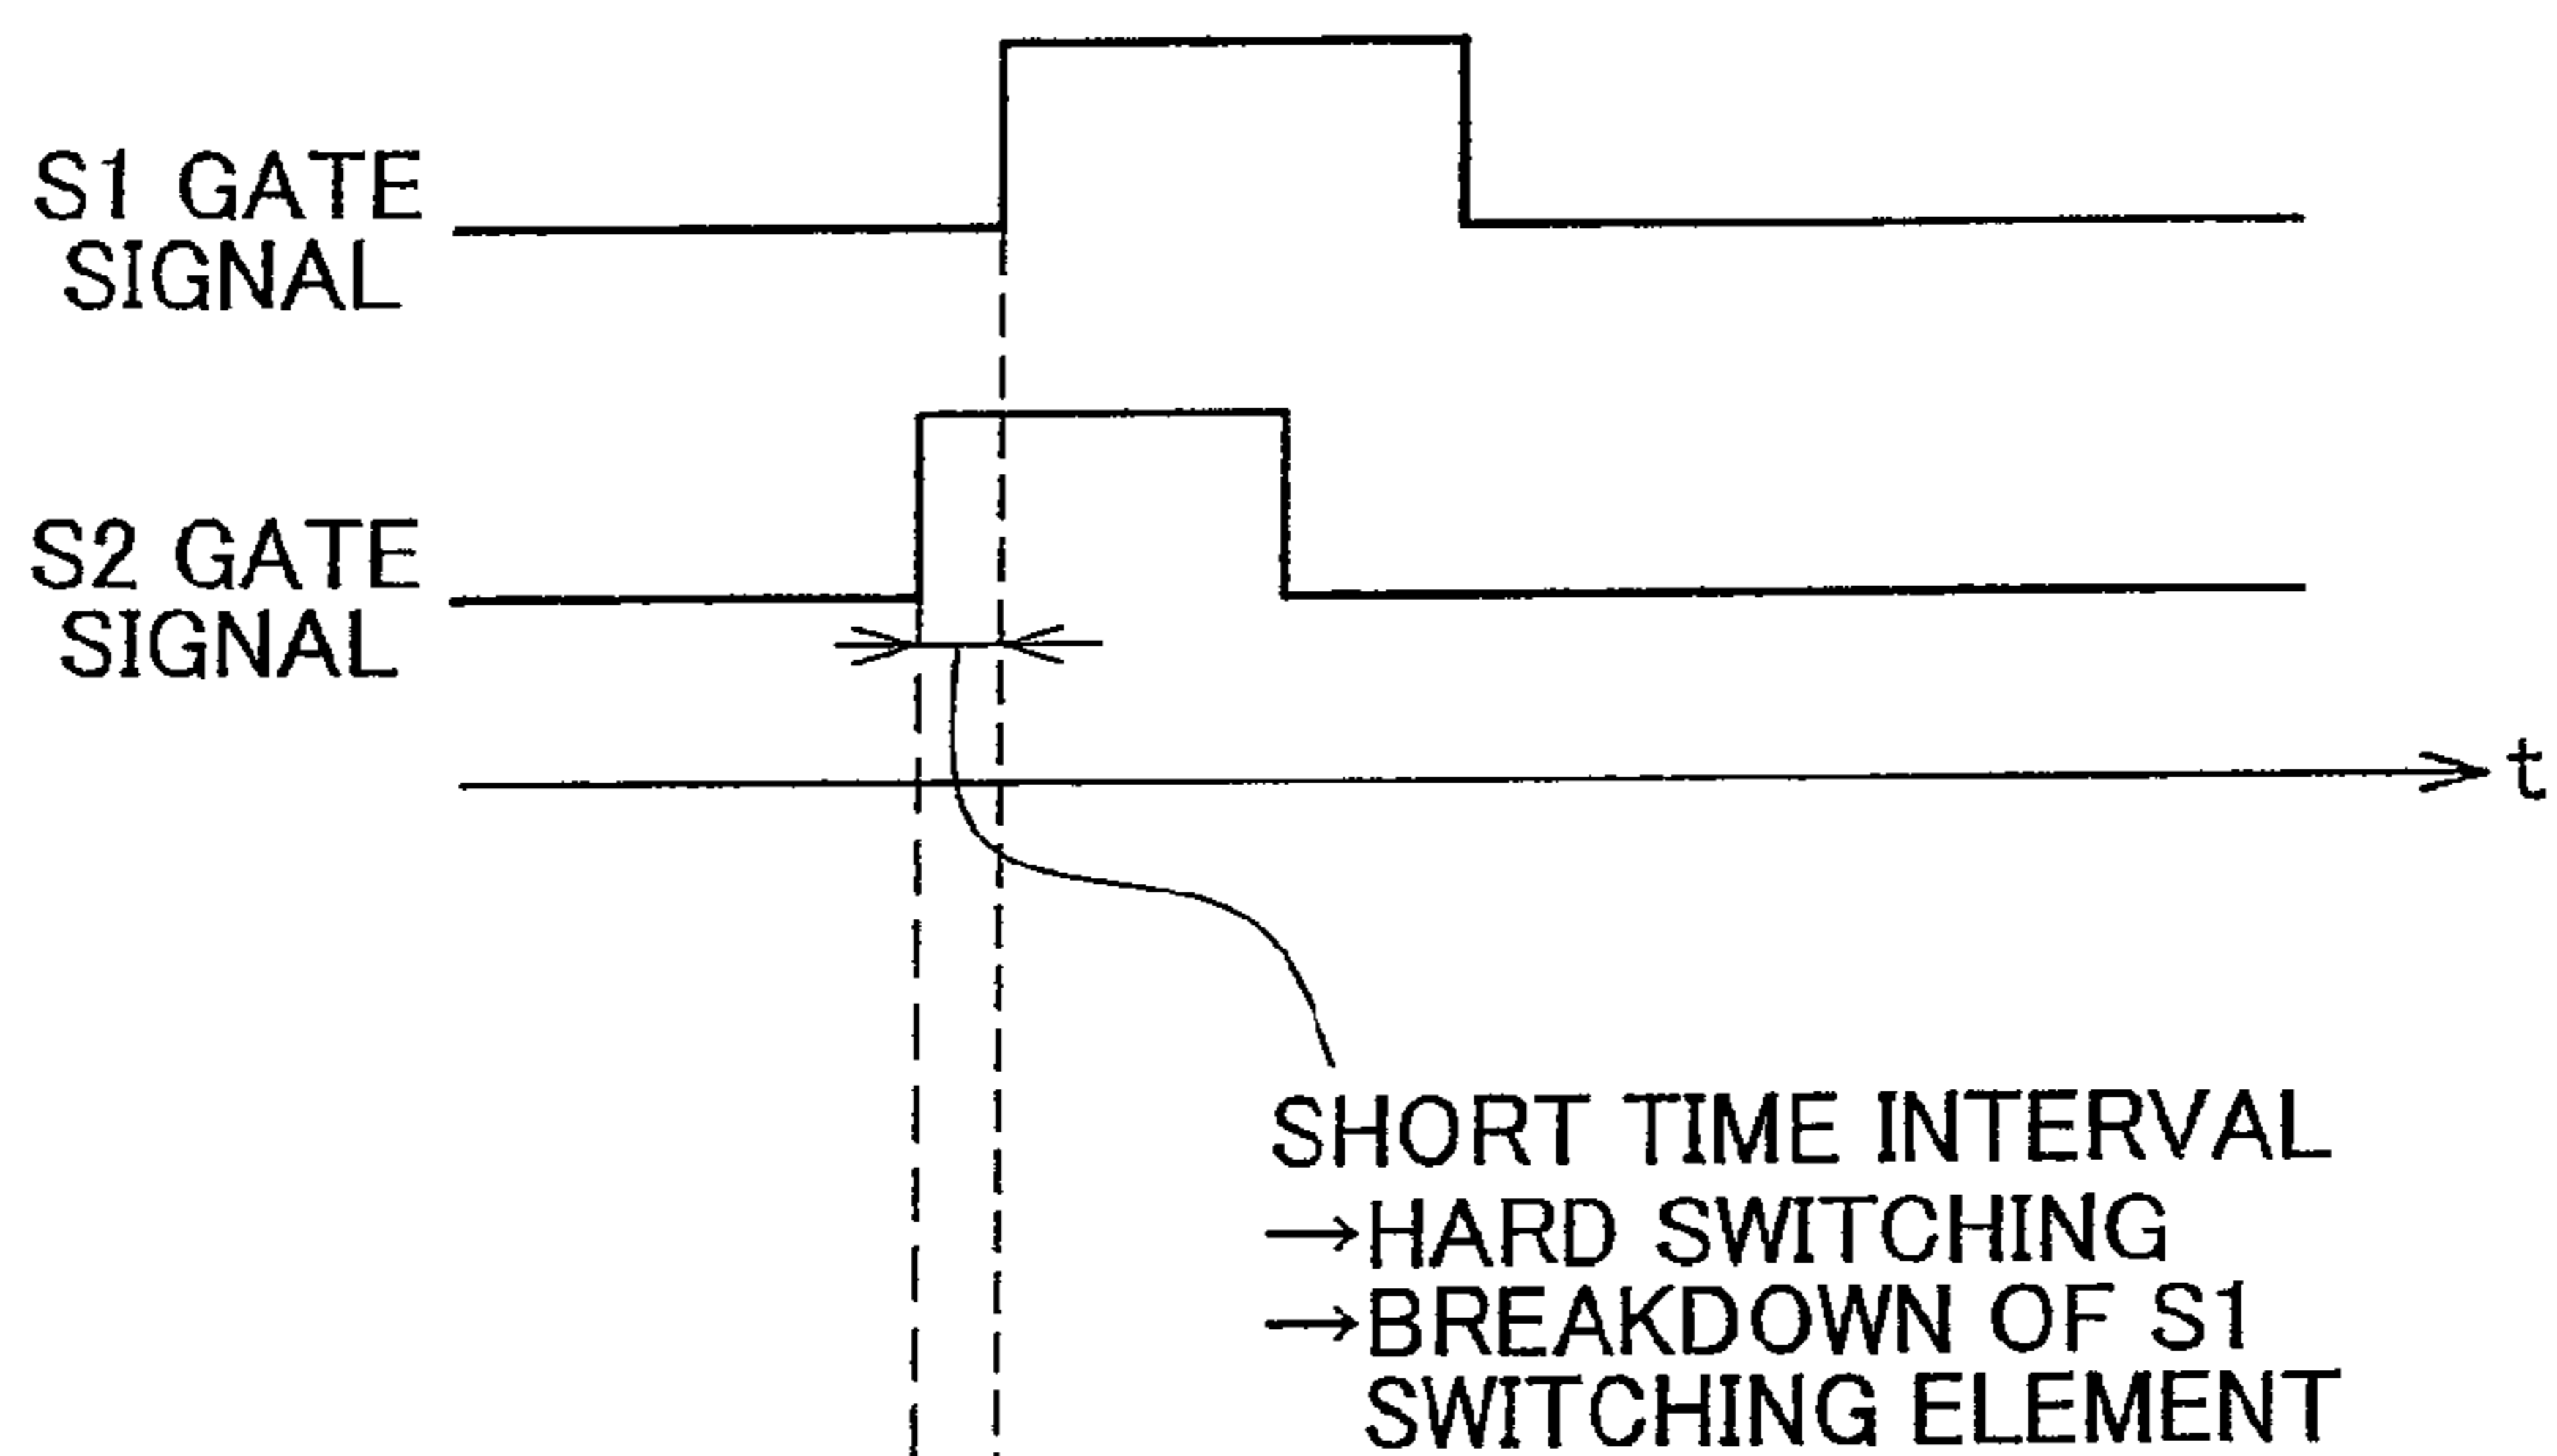 S1 GATE
SIGNAL
S2 GATE
SIGNAL
t
SHORT TIME INTERVAL
→HARD SWITCHING
→BREAKDOWN OF S1
SWITCHING ELEMENT